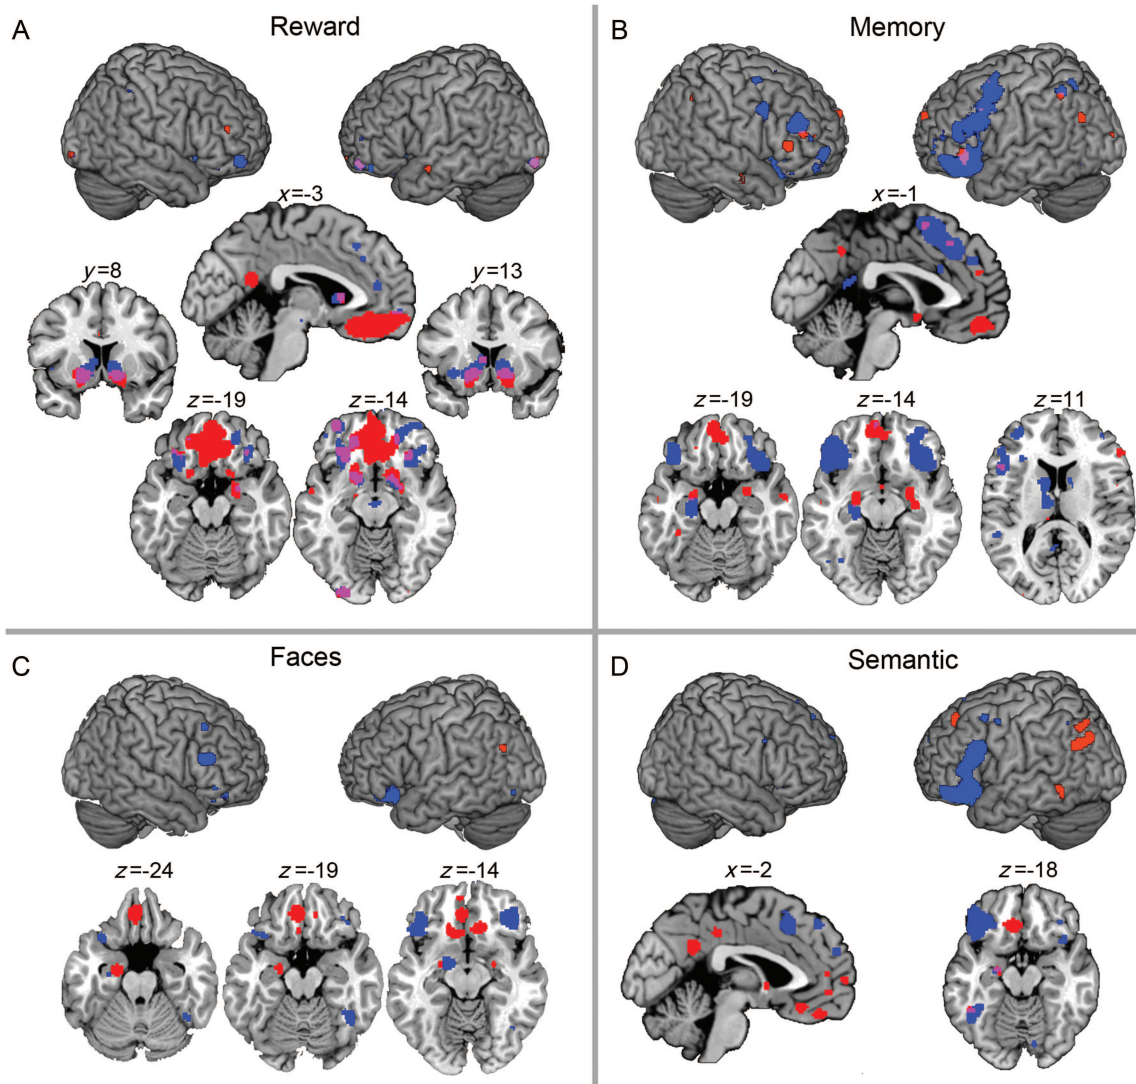 A
Reward
x=-3
y=8
y=13
z=-19
z=-14
B
Memory
x=-1
z=-19
z=-14
z=11
C
Faces
z=-24
z=-19
z=-14
D
Semantic
x=-2
z=-18